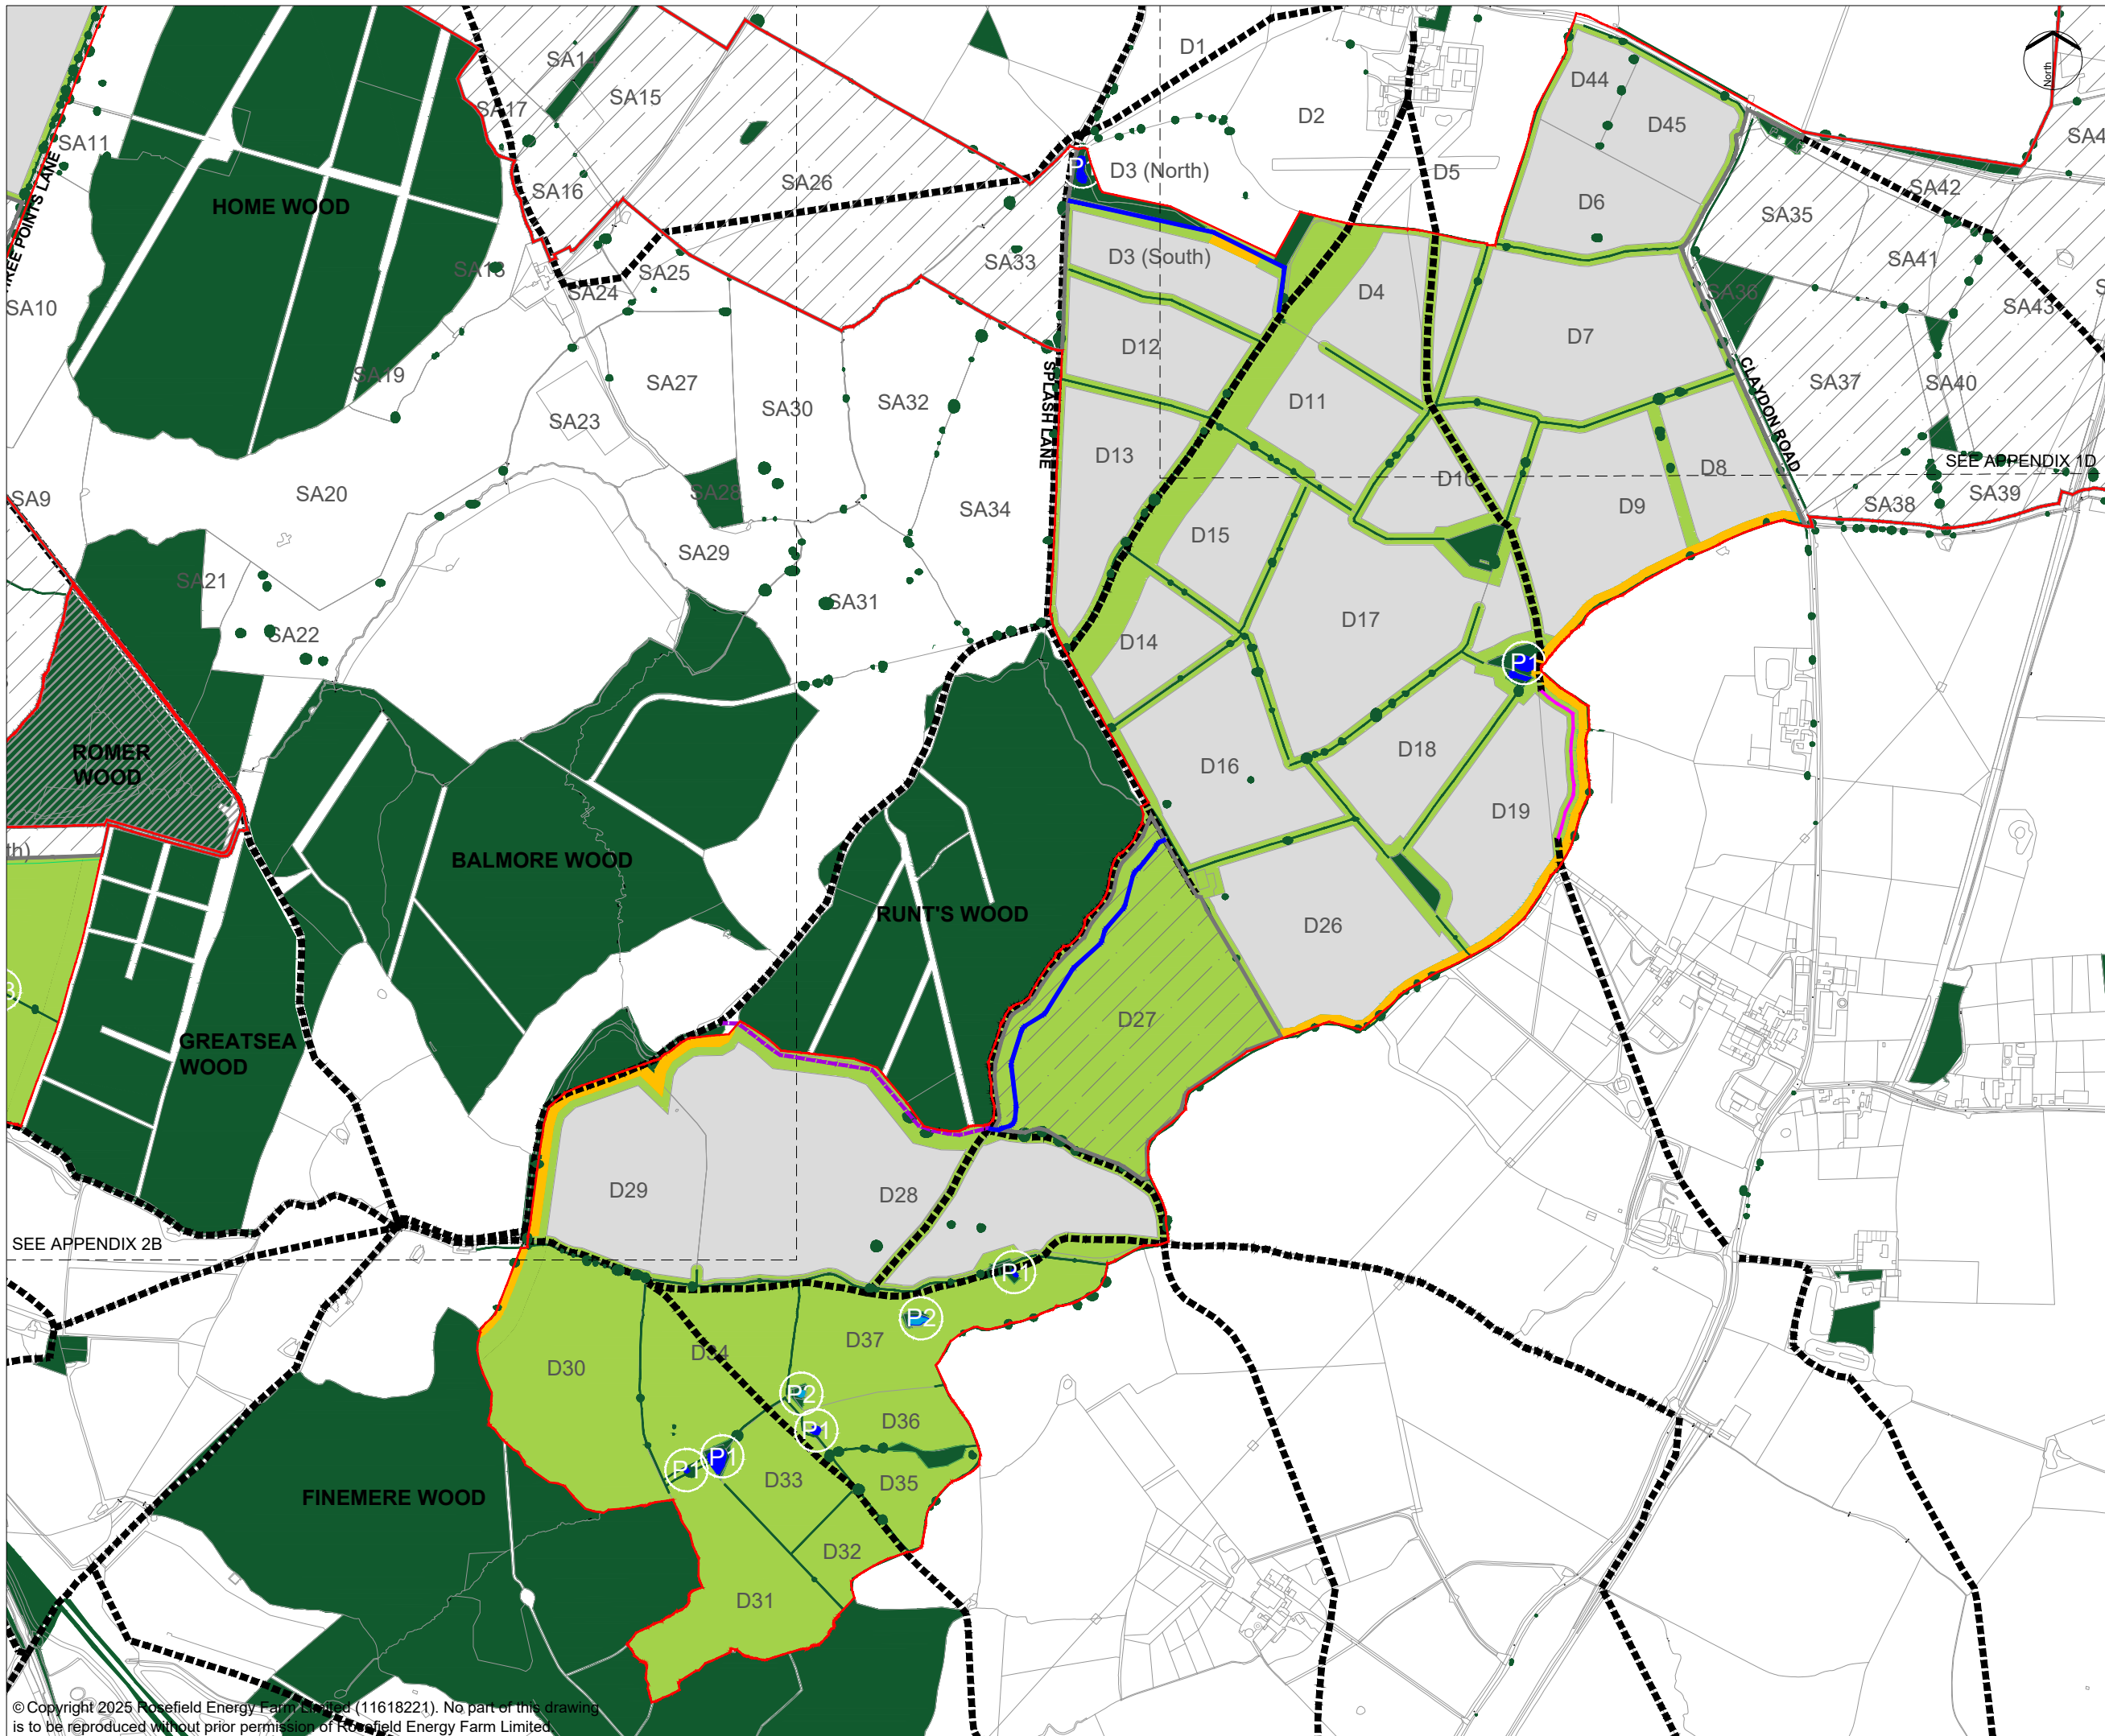 North
D1
SA14
SA15
SA17
SA11
D2
D44
D45
SA42
SA35
HOME WOOD
THREE POINTS LANE
SA16
SA26
P
D3 (North)
D5
D6
SA41
SA43
SA36
SA13
SA25
SA24
SA33
D3 (South)
D4
SA10
D7
D12
SA19
SA27
SA30
SA32
SPLASH LANE
CLAYDON ROAD
SA37
SA40
D11
SA23
D13
D10
D8
SEE APPENDIX 1D
SA9
SA20
SA28
SA34
D9
SA38
SA39
SA29
D15
SA21
SA31
SA22
D17
D14
P1
ROMER
WOOD
D16
D18
D19
th)
BALMORE WOOD
RUNT'S WOOD
D26
GREATSEA
WOOD
D27
D29
D28
SEE APPENDIX 2B
P1
P2
D30
D34
D37
P2
P1
D36
P1
P1
D33
D35
FINEMERE WOOD
D32
D31
© Copyright 2025 Rosefield Energy Farm Limited (11618221). No part of this drawing
is to be reproduced without prior permission of Rosefield Energy Farm Limited